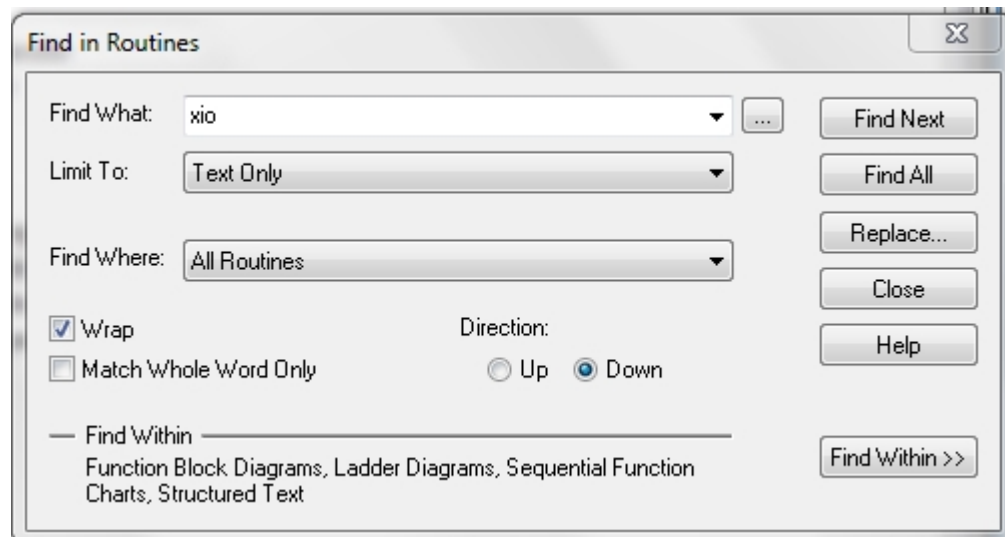 Find in Routines
Find What: xio ... Find Next
Limit To: Text Only Find All
Replace...
Find Where: All Routines
Close
Wrap Direction:
Help
Match Whole Word Only Up Down
Find Within
Find Within >>
Function Block Diagrams, Ladder Diagrams, Sequential Function
Charts, Structured Text